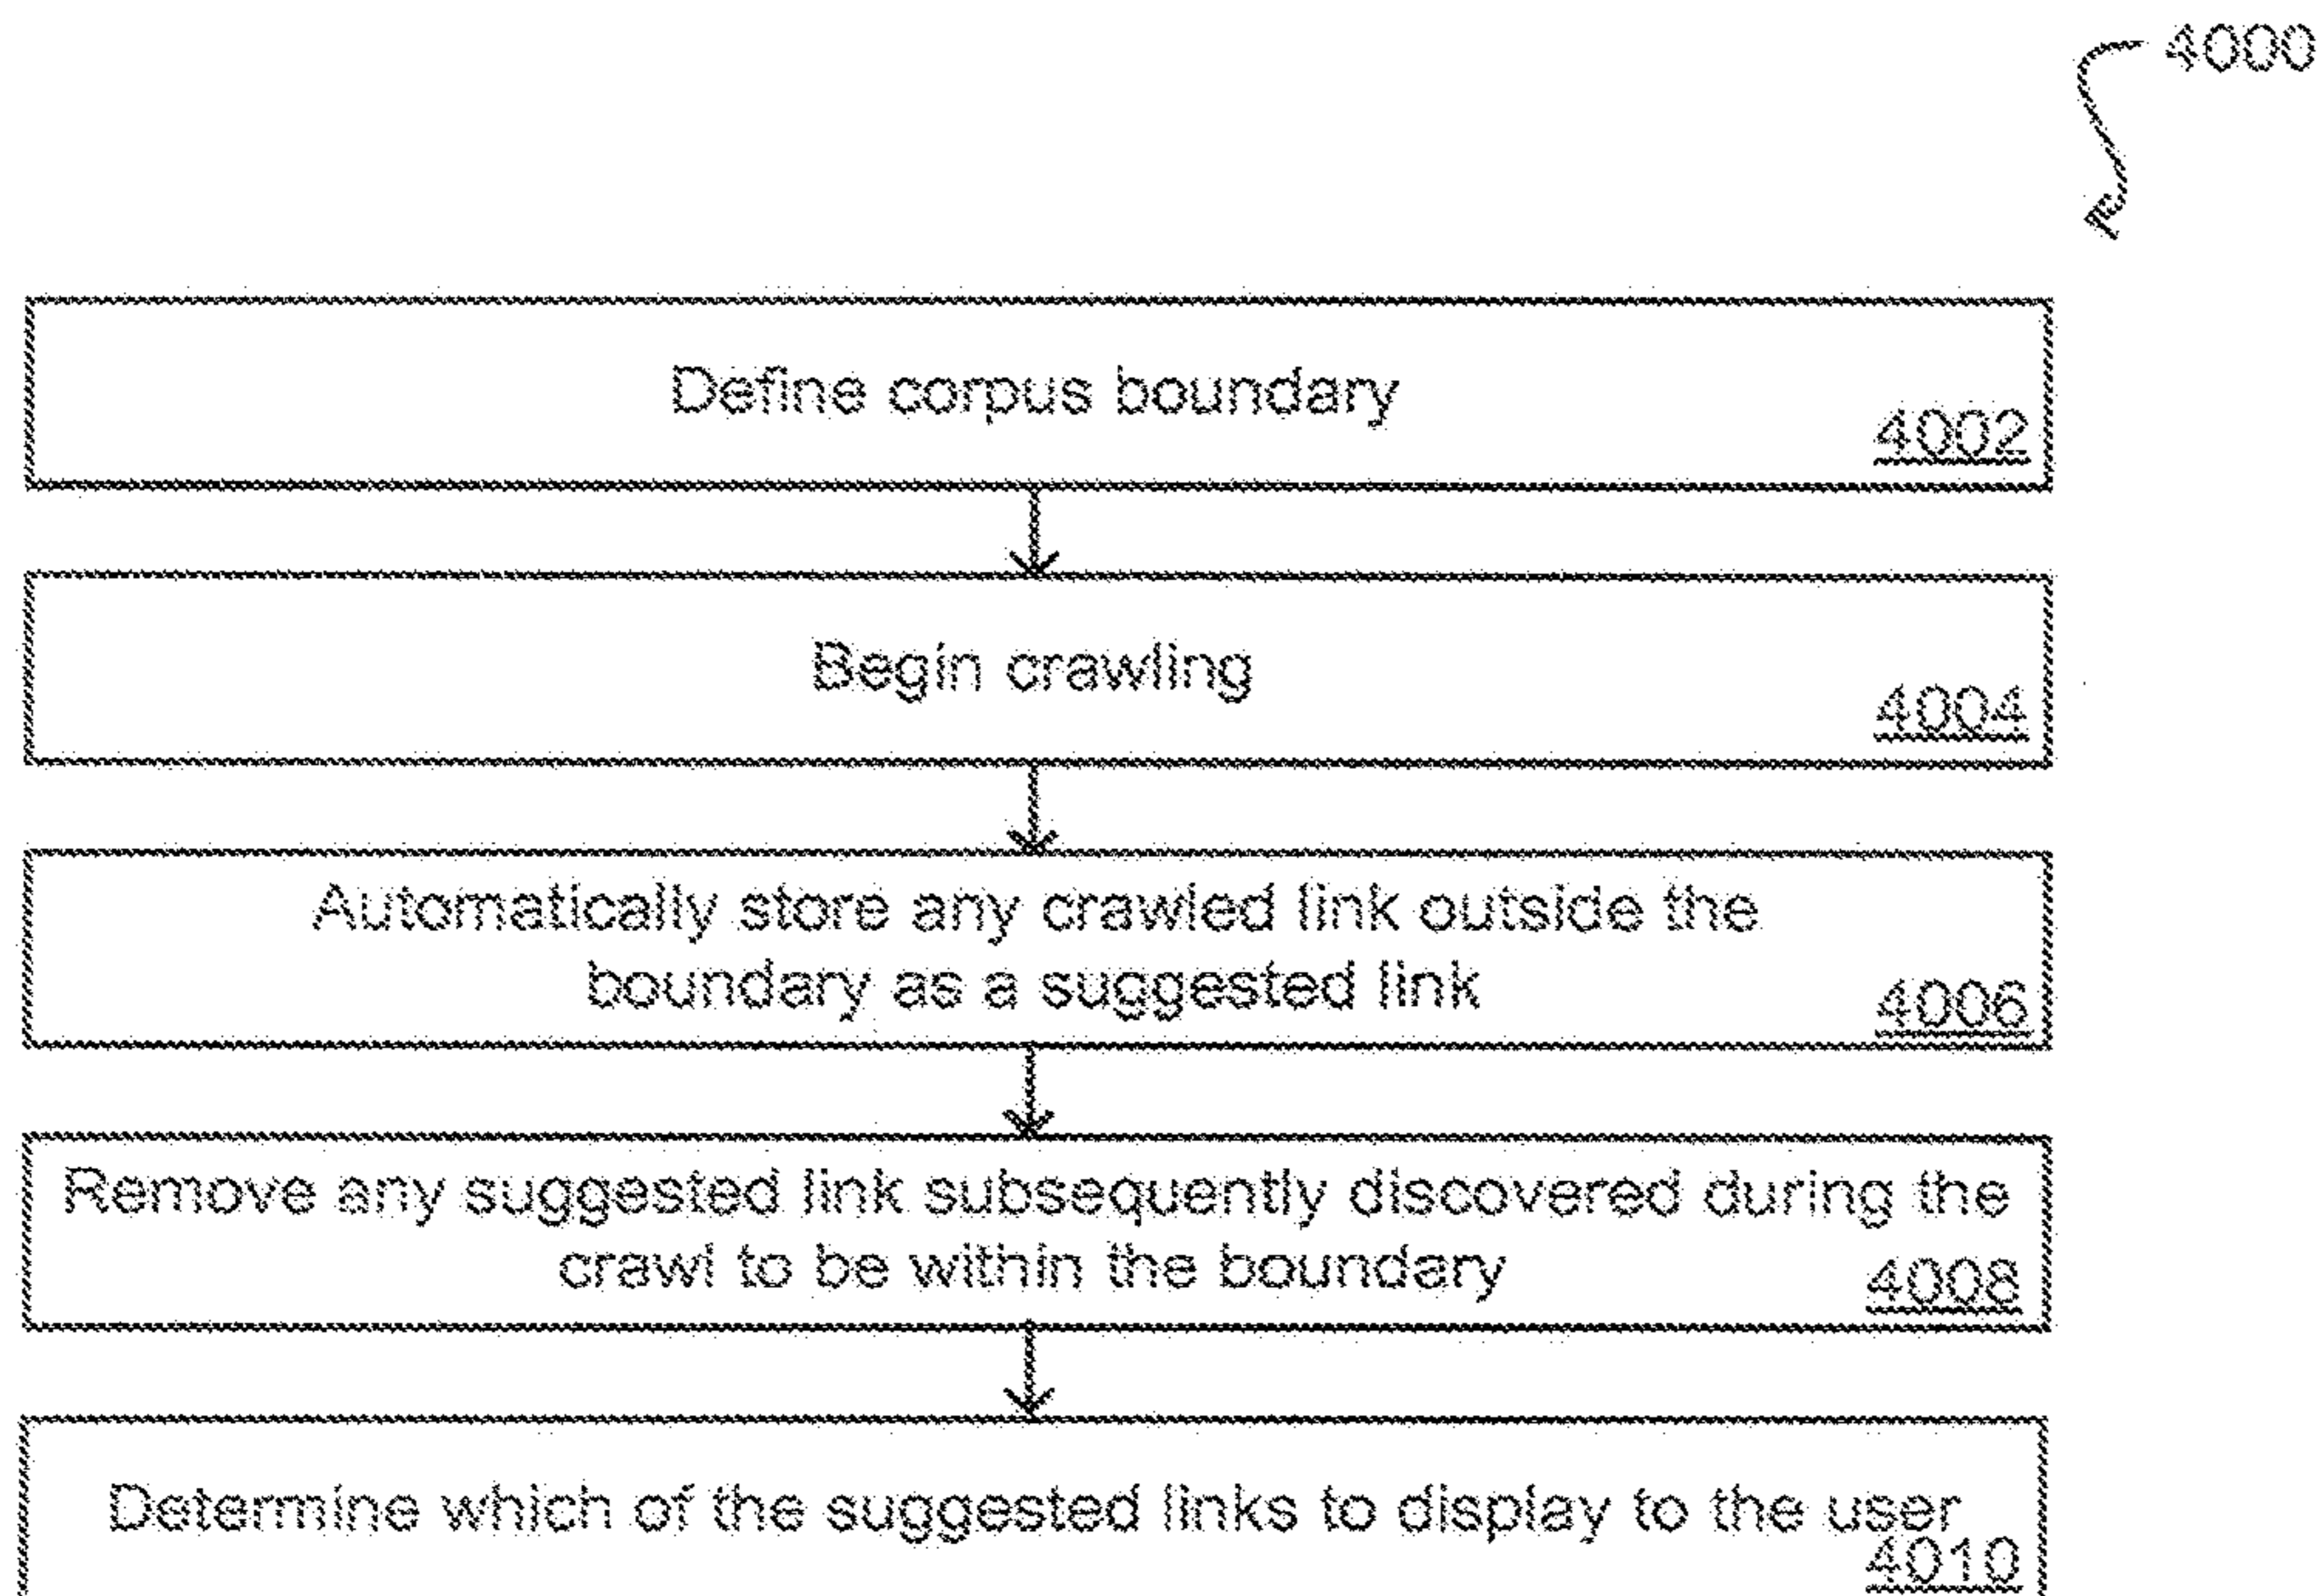 4000
Define corpus boundary
4002
Begin crawling
4004
Automatically store any crawled link outside the
boundary as a suggested link
4006
Remove any suggested link subsequently discovered during the
crawl to be within the boundary
4008
Determine which of the suggested links to display to the user
4010